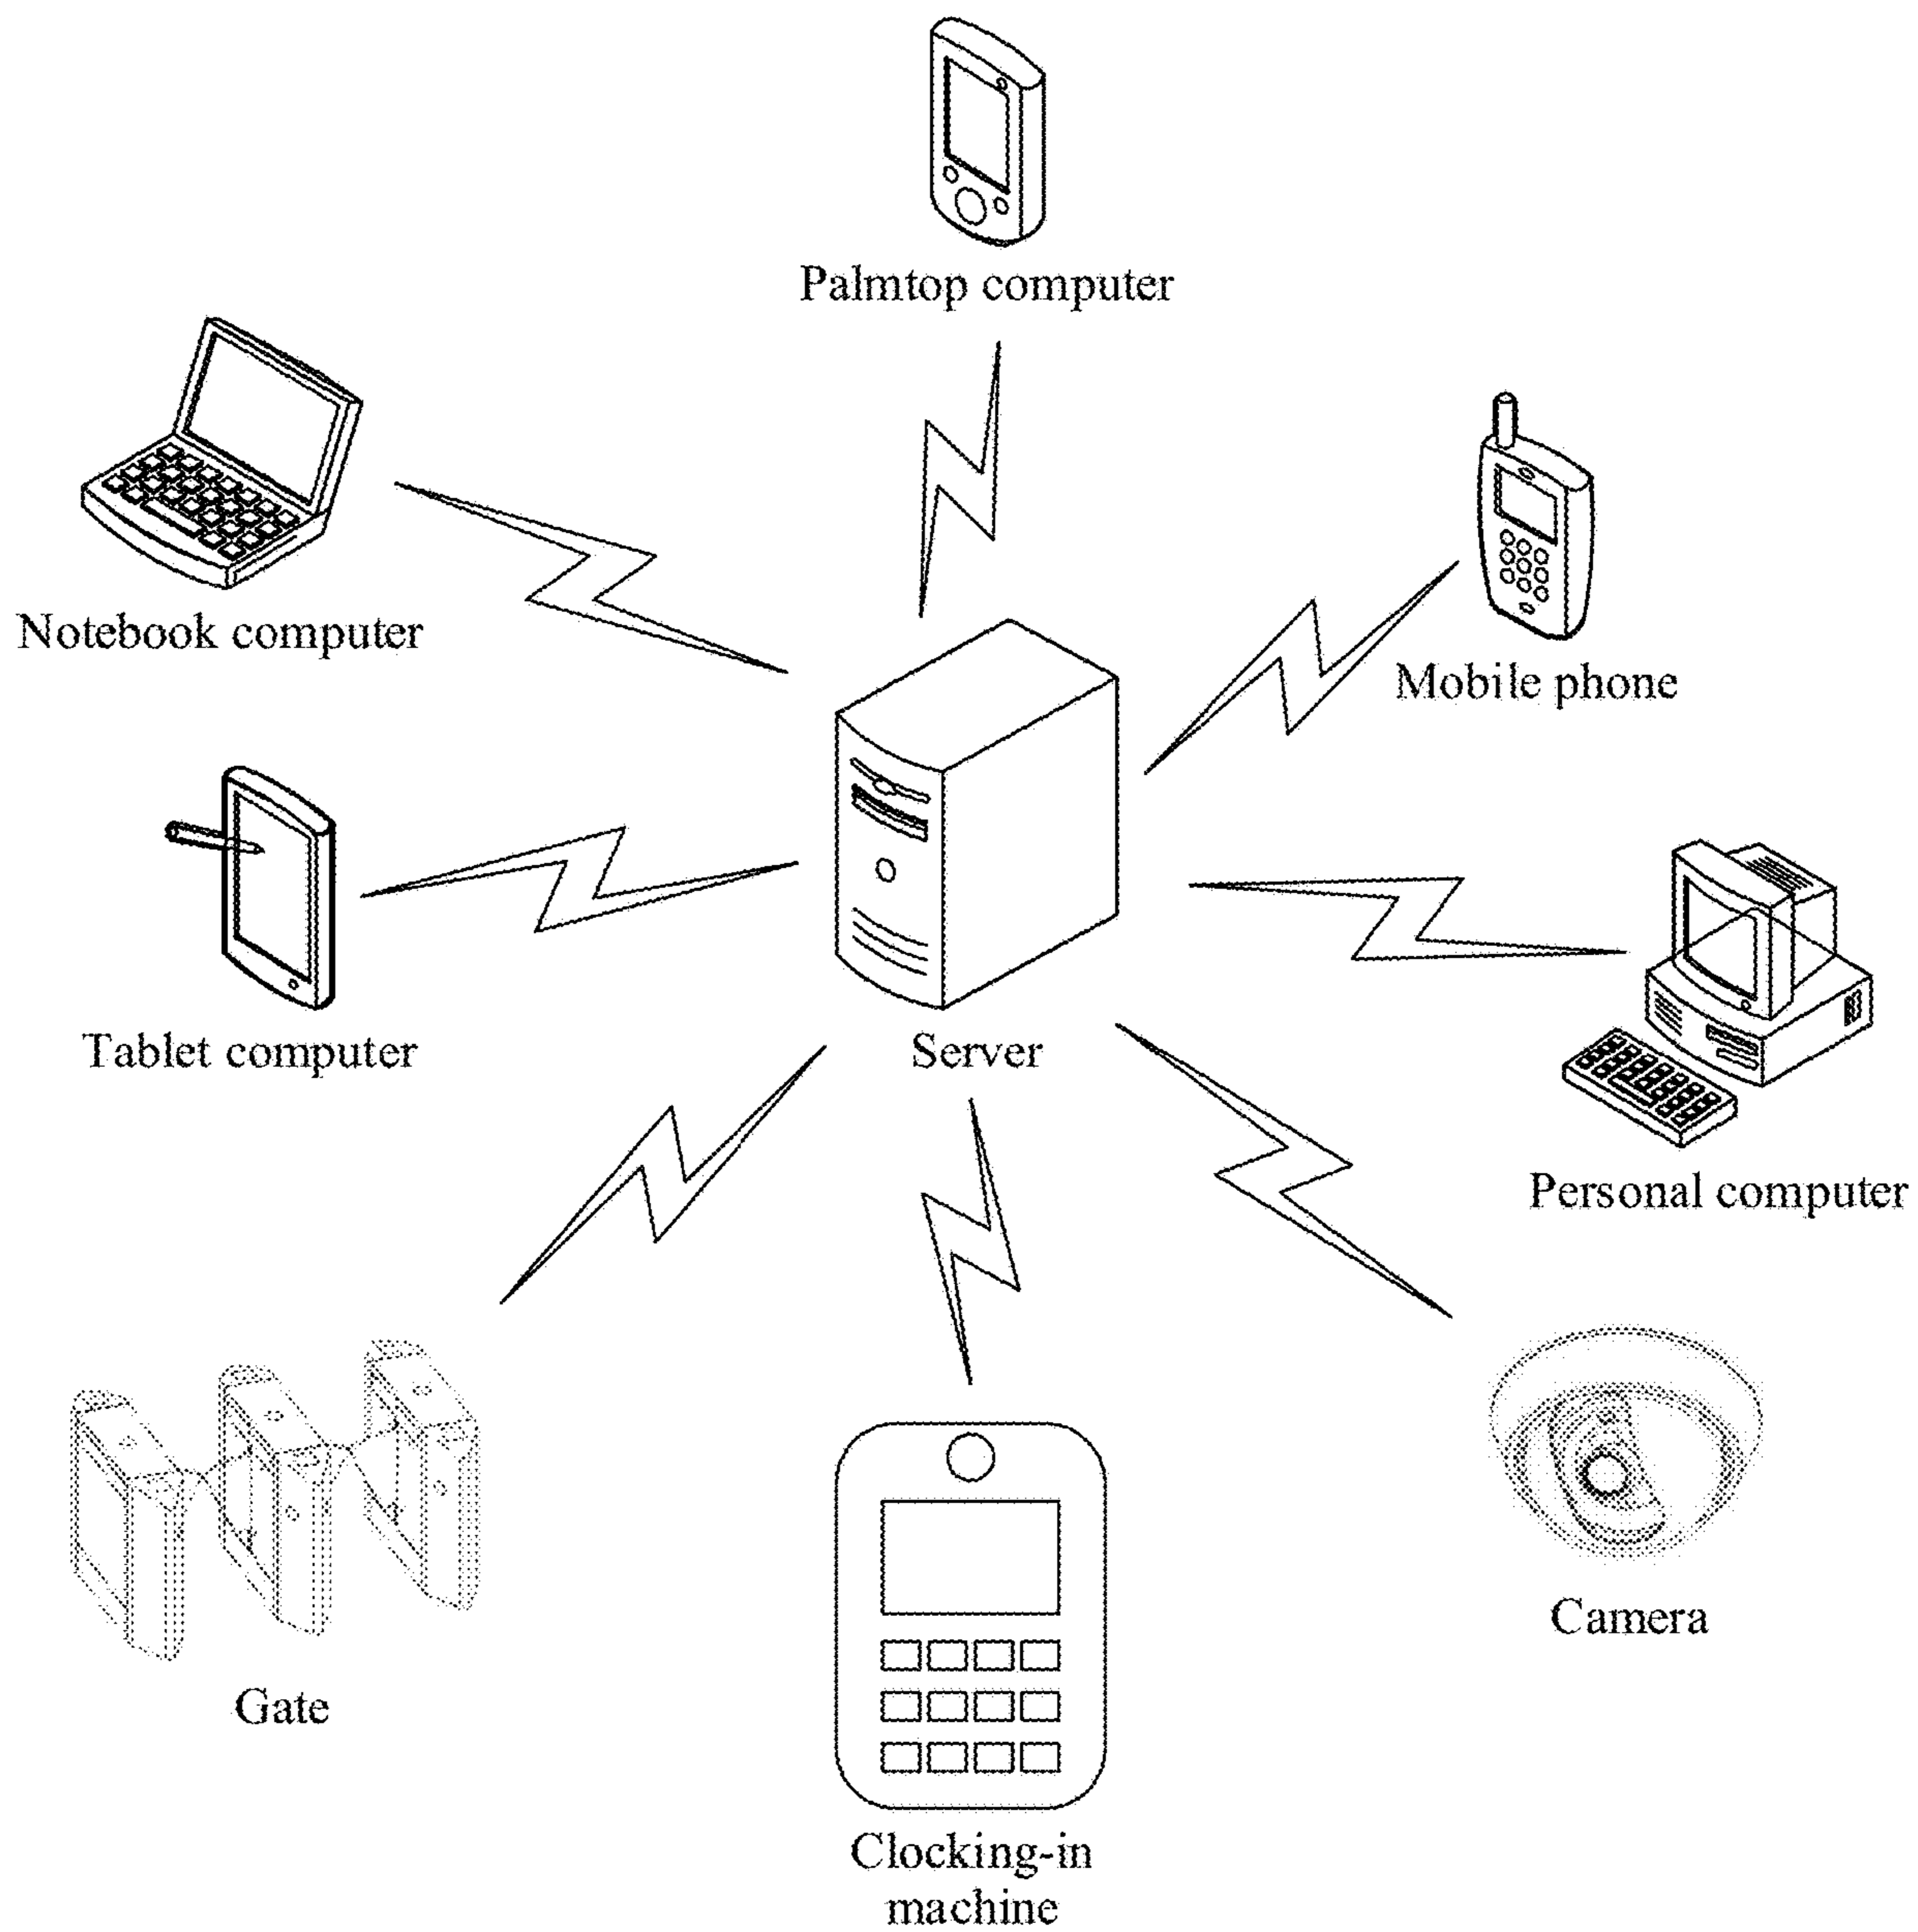 Palmtop computer
Notebook computer
Mobile phone
Tablet computer
Server
Personal computer
Camera
Gate
Clocking-in
machine